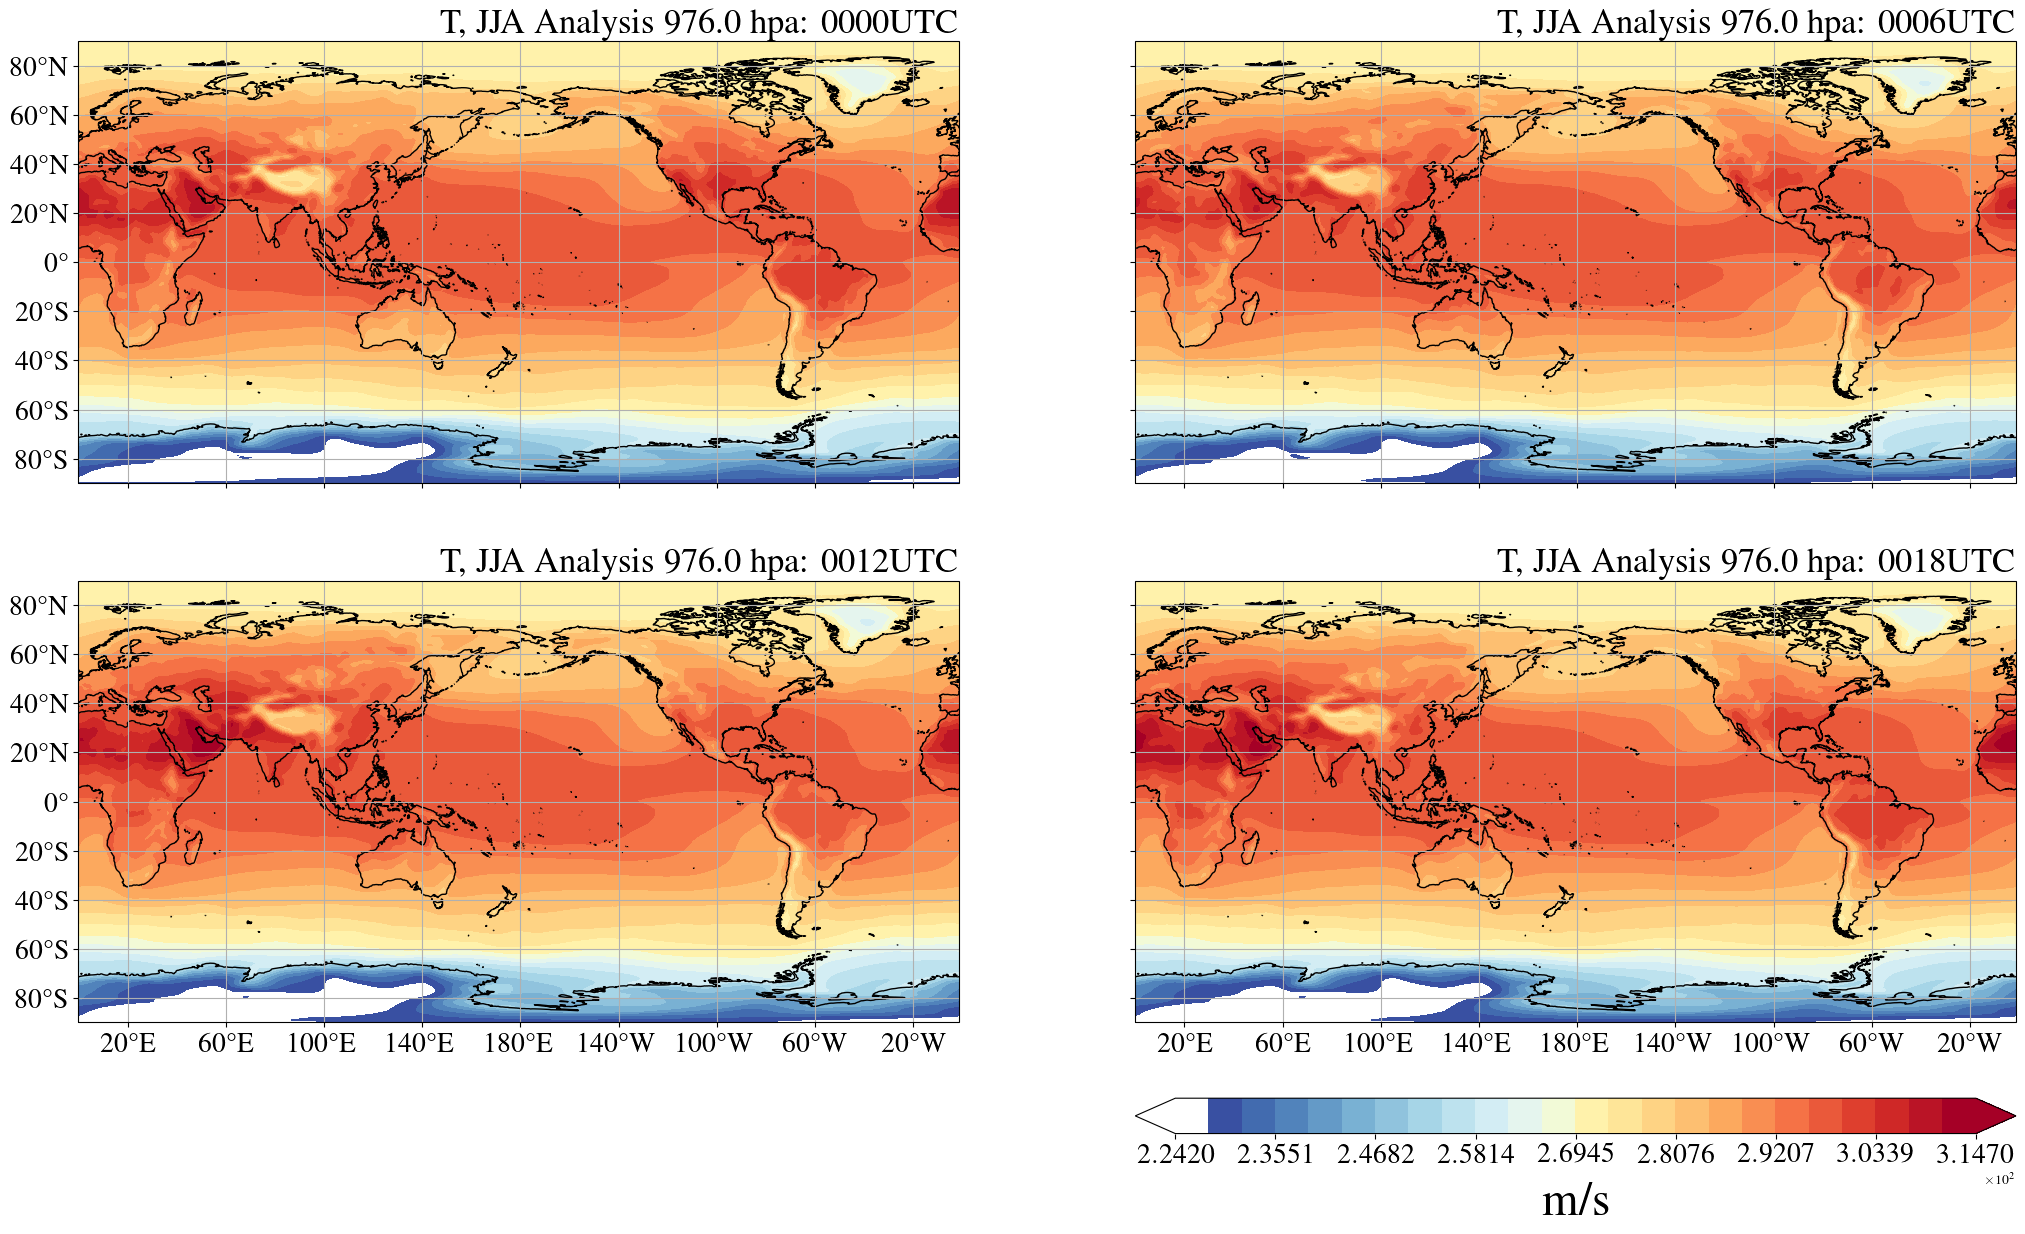 T, JJA Analysis 976.0 hpa: 0000UTC
T, JJA Analysis 976.0 hpa: 0006UTC
80°N
60°N
40°N
20°N
0°
20°S
40°S
60°S
80°S
T, JJA Analysis 976.0 hpa: 0012UTC
T, JJA Analysis 976.0 hpa: 0018UTC
80°N
60°N
40°N
20°N
0°
20°S
40°S
60°S
80°S
20°E 60°E 100°E 140°E 180°E 140°W 100°W 60°W 20°W
20°E 60°E 100°E 140°E 180°E 140°W 100°W 60°W 20°W
2.2420 2.3551 2.4682 2.5814 2.6945 2.8076 2.9207 3.0339 3.1470
×10²
m/s